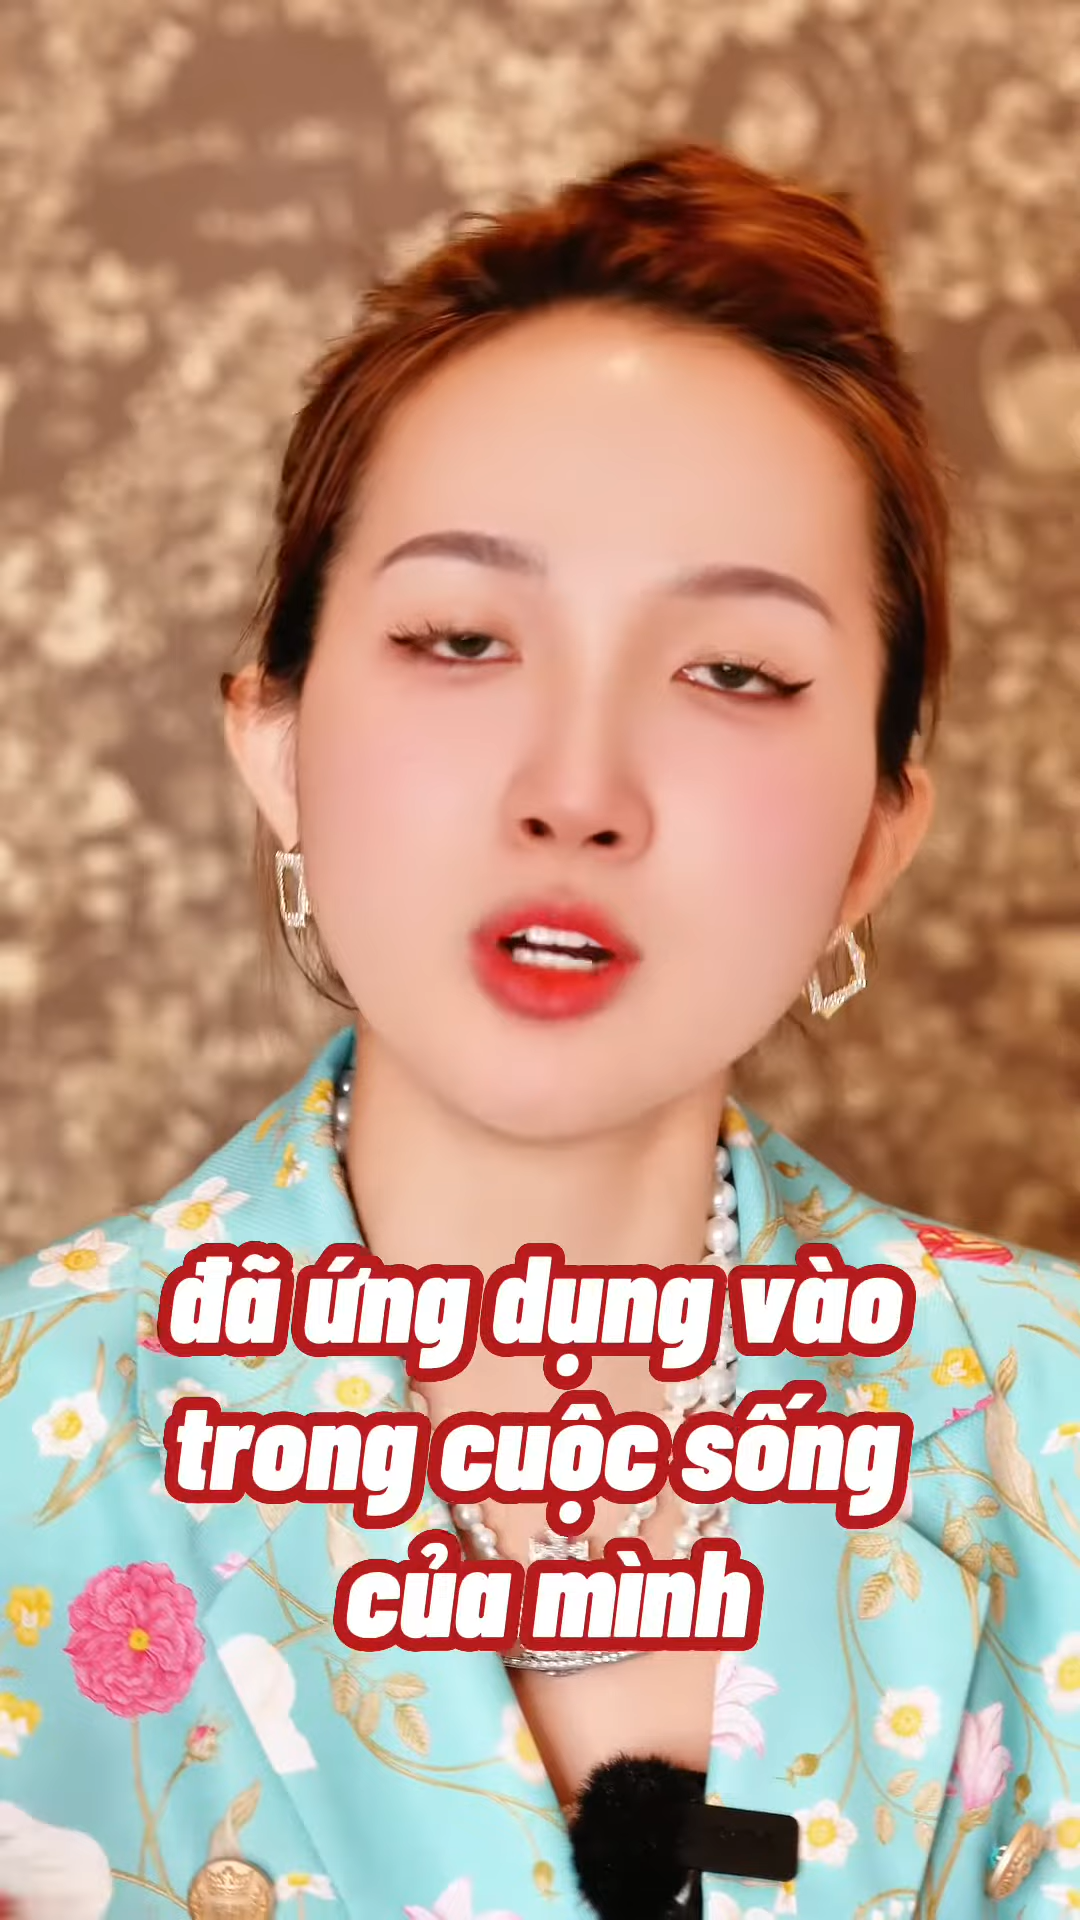 đã ứng dụng vào
trong cuộc sống
của mình